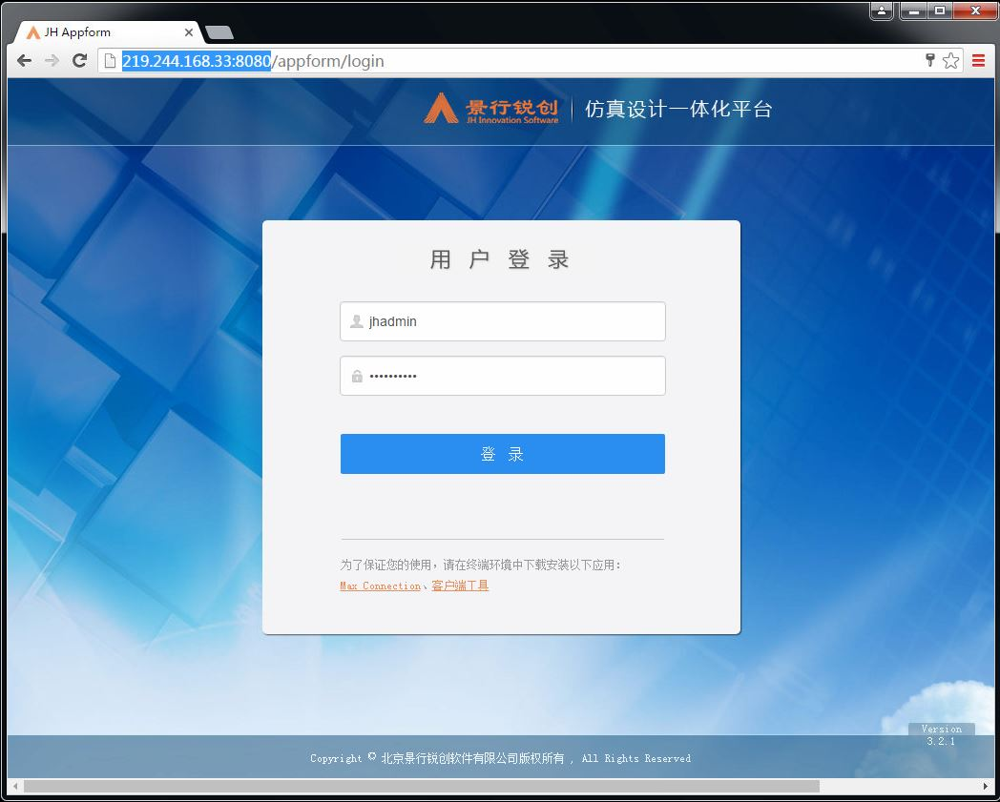 JH Appform
219.244.168.33:8080/appform/login
景行锐创 仿真设计一体化平台
JH Innovation Software
用户登录
jhadmin
••••••••••
登 录
为了保证您的使用，请在终端环境中下载安装以下应用：
Max Connection、客户端工具
Version
3.2.1
Copyright © 北京景行锐创软件有限公司版权所有 , All Rights Reserved